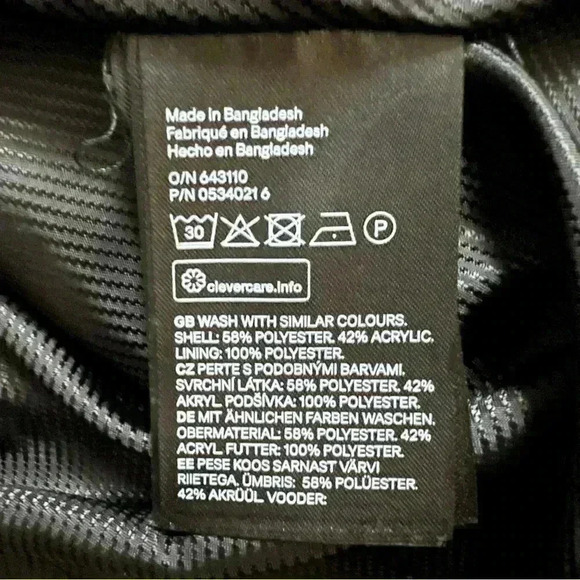 Made in Bangladesh
Fabriqué en Bangladesh
Hecho en Bangladesh
O/N 643110
P/N 0534021 6
30
P
clevercare.info
GB WASH WITH SIMILAR COLOURS.
SHELL: 58% POLYESTER. 42% ACRYLIC.
LINING: 100% POLYESTER.
CZ PERTE S PODOBNÝMI BARVAMI.
SVRCHNÍ LÁTKA: 58% POLYESTER. 42%
AKRYL. PODŠÍVKA: 100% POLYESTER.
DE MIT ÄHNLICHEN FARBEN WASCHEN.
OBERMATERIAL: 58% POLYESTER. 42%
ACRYL. FUTTER: 100% POLYESTER.
EE PESE KOOS SARNAST VÄRVI
RIIETEGA. ÜMBRIS: 58% POLÜESTER.
42% AKRÜÜL. VOODER: